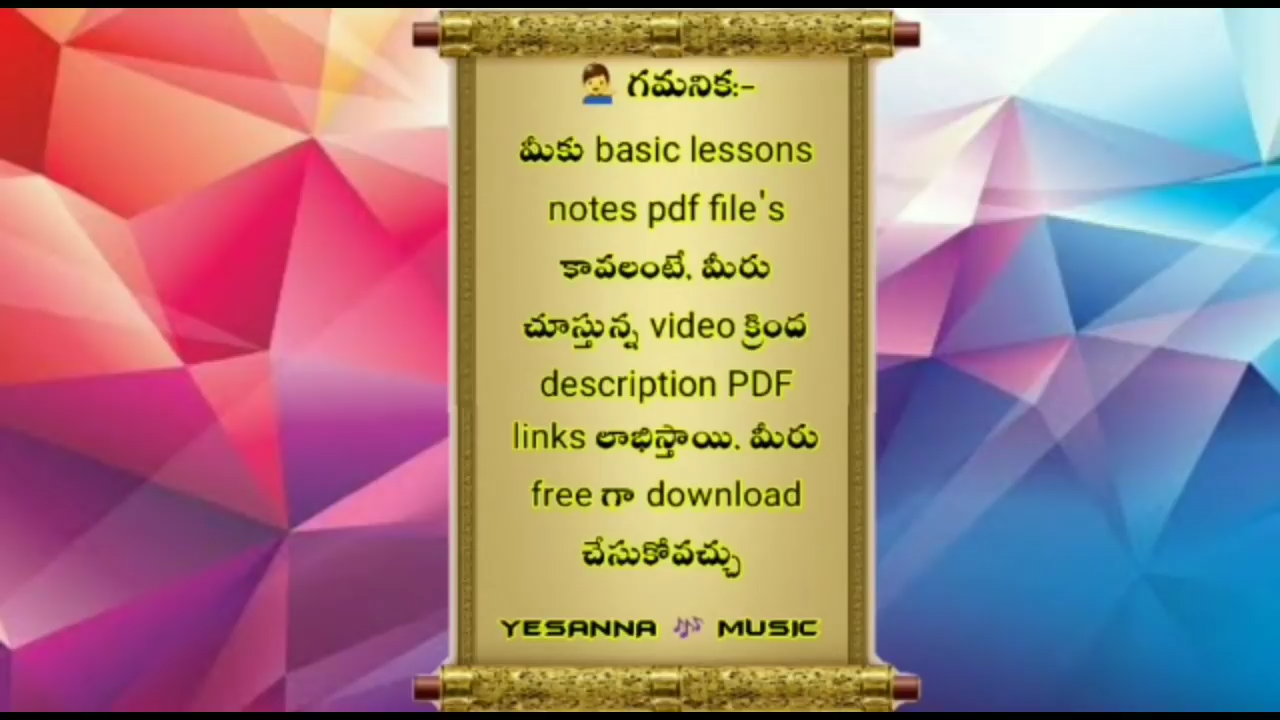 🙍‍♂️ గమనిక:-
మీకు basic lessons
notes pdf file's
కావలంటే, మీరు
చూస్తున్న video క్రింద
description PDF
links లాభిస్తాయి. మీరు
free గా download
చేసుకోవచ్చు
YESANNA 🎶 MUSIC